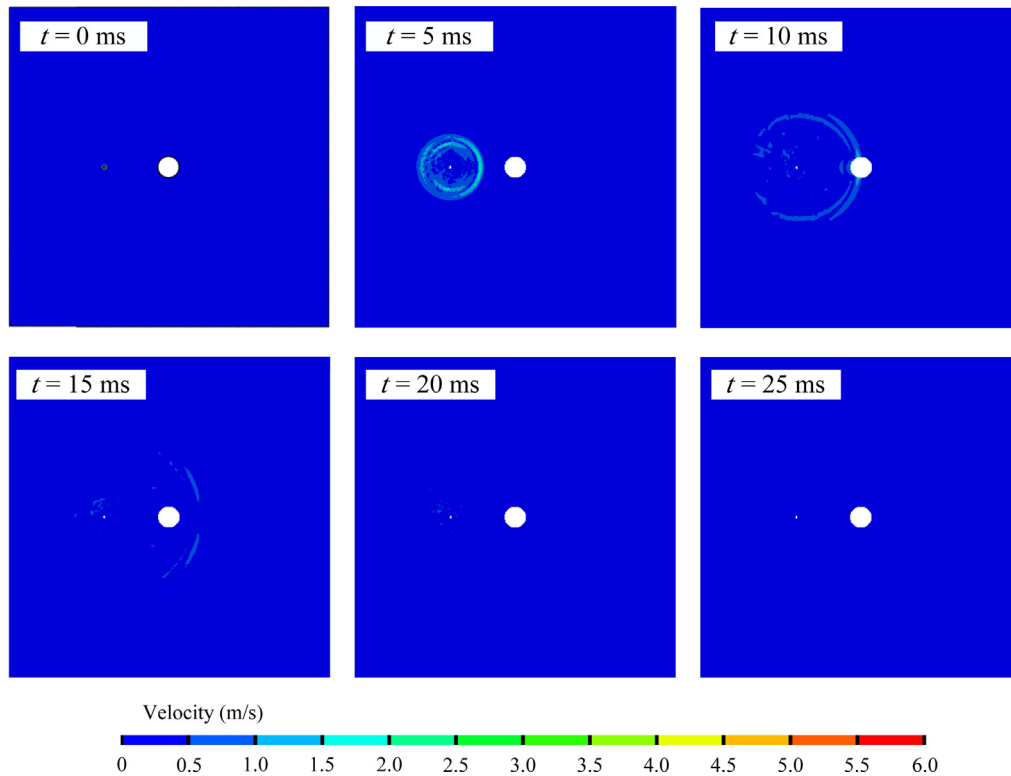 t = 0 ms
t = 5 ms
t = 10 ms
t = 15 ms
t = 20 ms
t = 25 ms
Velocity (m/s)
0 0.5 1.0 1.5 2.0 2.5 3.0 3.5 4.0 4.5 5.0 5.5 6.0